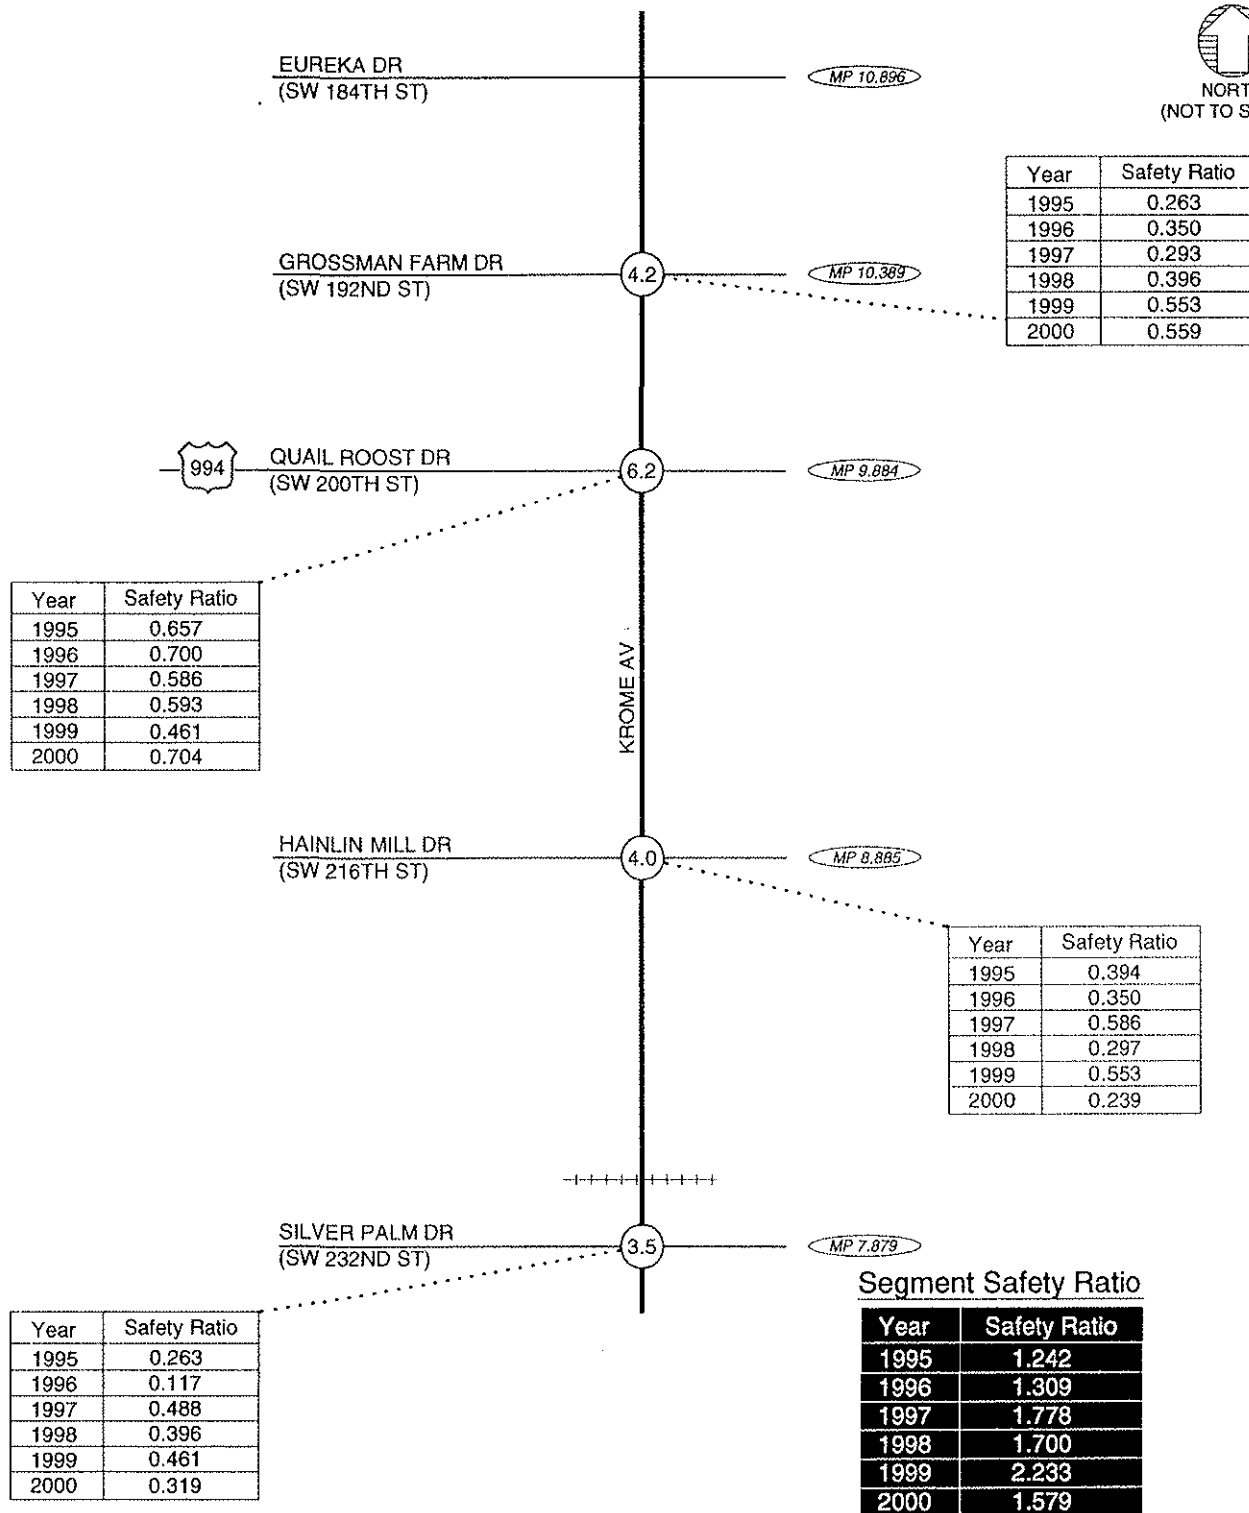 EUREKA DR
(SW 184TH ST)
MP 10.896
NORT
(NOT TO S
Year Safety Ratio
1995 0.263
1996 0.350
1997 0.293
1998 0.396
1999 0.553
2000 0.559
GROSSMAN FARM DR
(SW 192ND ST)
4.2
MP 10.389
994
QUAIL ROOST DR
(SW 200TH ST)
6.2
MP 9.884
Year Safety Ratio
1995 0.657
1996 0.700
1997 0.586
1998 0.593
1999 0.461
2000 0.704
KROME AV
HAINLIN MILL DR
(SW 216TH ST)
4.0
MP 8.885
Year Safety Ratio
1995 0.394
1996 0.350
1997 0.586
1998 0.297
1999 0.553
2000 0.239
SILVER PALM DR
(SW 232ND ST)
3.5
MP 7.879
Year Safety Ratio
1995 0.263
1996 0.117
1997 0.488
1998 0.396
1999 0.461
2000 0.319
Segment Safety Ratio
Year Safety Ratio
1995 1.242
1996 1.309
1997 1.778
1998 1.700
1999 2.233
2000 1.579